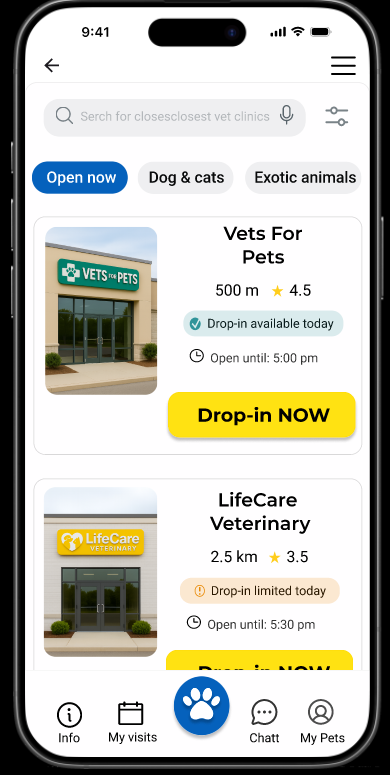 9:41
Serch for closesclosest vet clinics
Open now
Dog & cats
Exotic animals
VETS FOR PETS
Vets For
Pets
500 m ★ 4.5
Drop-in available today
Open until: 5:00 pm
Drop-in NOW
LifeCare
VETERINARY
LifeCare
Veterinary
2.5 km ★ 3.5
Drop-in limited today
Open until: 5:30 pm
Drop-in NOW
Info
My visits
Chatt
My Pets